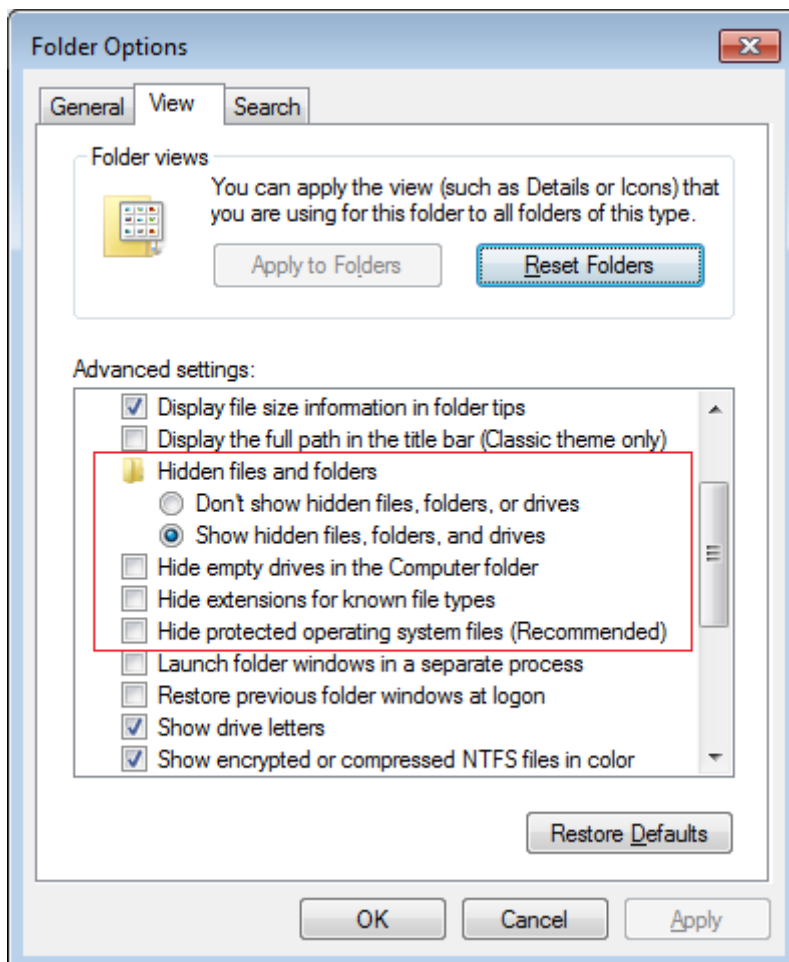 Folder Options
General View Search
Folder views
You can apply the view (such as Details or Icons) that
you are using for this folder to all folders of this type.
Apply to Folders Reset Folders
Advanced settings:
Display file size information in folder tips
Display the full path in the title bar (Classic theme only)
Hidden files and folders
Don't show hidden files, folders, or drives
Show hidden files, folders, and drives
Hide empty drives in the Computer folder
Hide extensions for known file types
Hide protected operating system files (Recommended)
Launch folder windows in a separate process
Restore previous folder windows at logon
Show drive letters
Show encrypted or compressed NTFS files in color
Restore Defaults
OK Cancel Apply